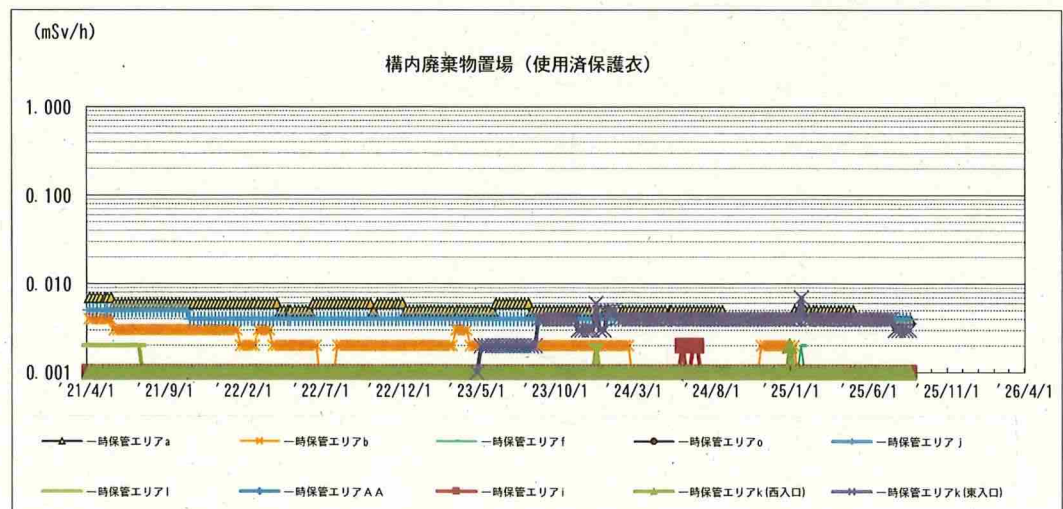 (mSv/h)
構内廃棄物置場（使用済保護衣）
1.000
0.100
0.010
0.001
21/4/1 21/9/1 22/2/1 22/7/1 22/12/1 23/5/1 23/10/1 24/3/1 24/8/1 25/1/1 25/6/1 25/11/1 26/4/1
一時保管エリアa 一時保管エリアb 一時保管エリアf 一時保管エリアo 一時保管エリアj
一時保管エリアl 一時保管エリアAA 一時保管エリアi 一時保管エリアk(西入口) 一時保管エリアk(東入口)